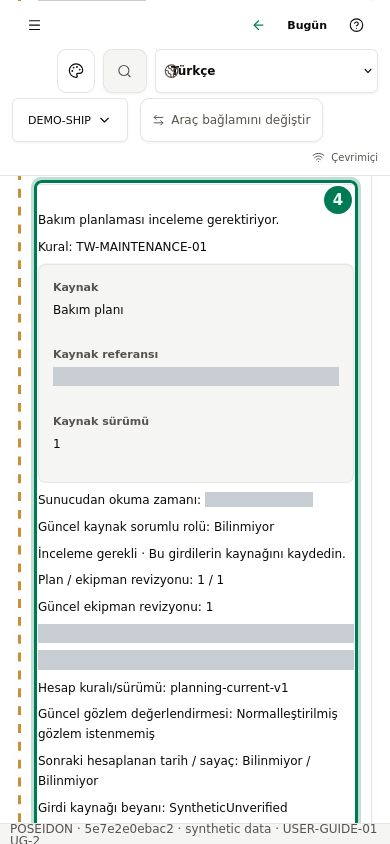 Bugün
Türkçe
DEMO-SHIP
Araç bağlamını değiştir
Çevrimiçi
4
Bakım planlaması inceleme gerektiriyor.
Kural: TW-MAINTENANCE-01
Kaynak
Bakım planı
Kaynak referansı
Kaynak sürümü
1
Sunucudan okuma zamanı:
Güncel kaynak sorumlu rolü: Bilinmiyor
İnceleme gerekli · Bu girdilerin kaynağını kaydedin.
Plan / ekipman revizyonu: 1 / 1
Güncel ekipman revizyonu: 1
Hesap kuralı/sürümü: planning-current-v1
Güncel gözlem değerlendirmesi: Normalleştirilmiş
gözlem istenmemiş
Sonraki hesaplanan tarih / sayaç: Bilinmiyor /
Bilinmiyor
Girdi kaynağı beyanı: SyntheticUnverified
POSEIDON · 5e7e2e0ebac2 · synthetic data · USER-GUIDE-01
UG-2